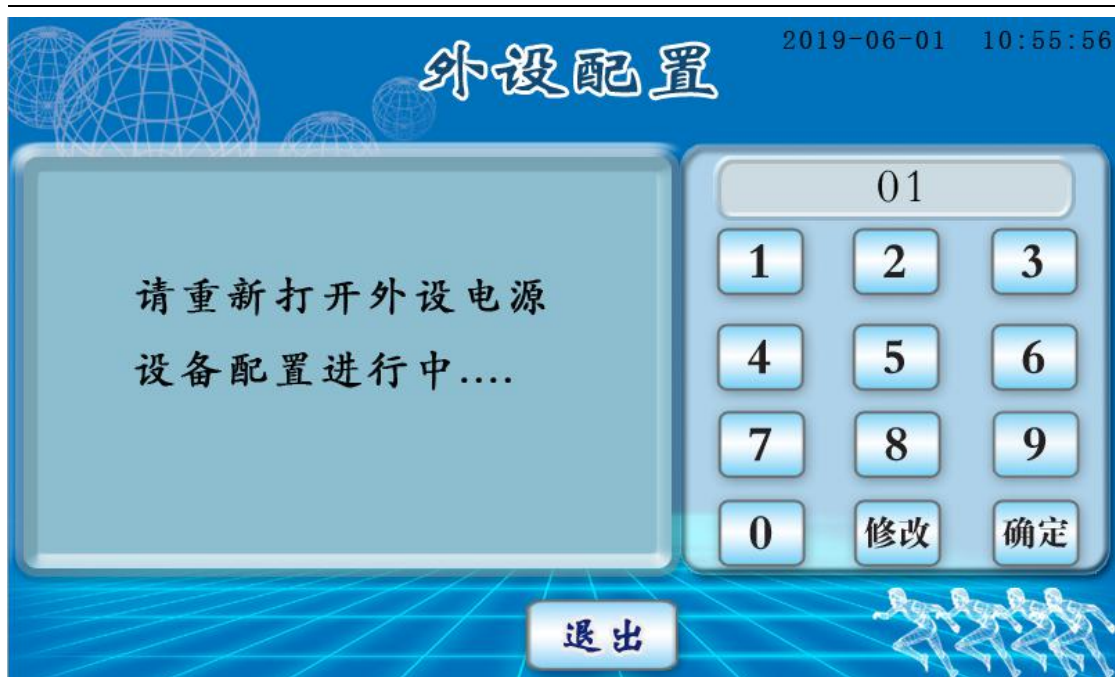 外设配置
2019-06-01 10:55:56
请重新打开外设电源
设备配置进行中....
01
1 2 3
4 5 6
7 8 9
0 修改 确定
退出